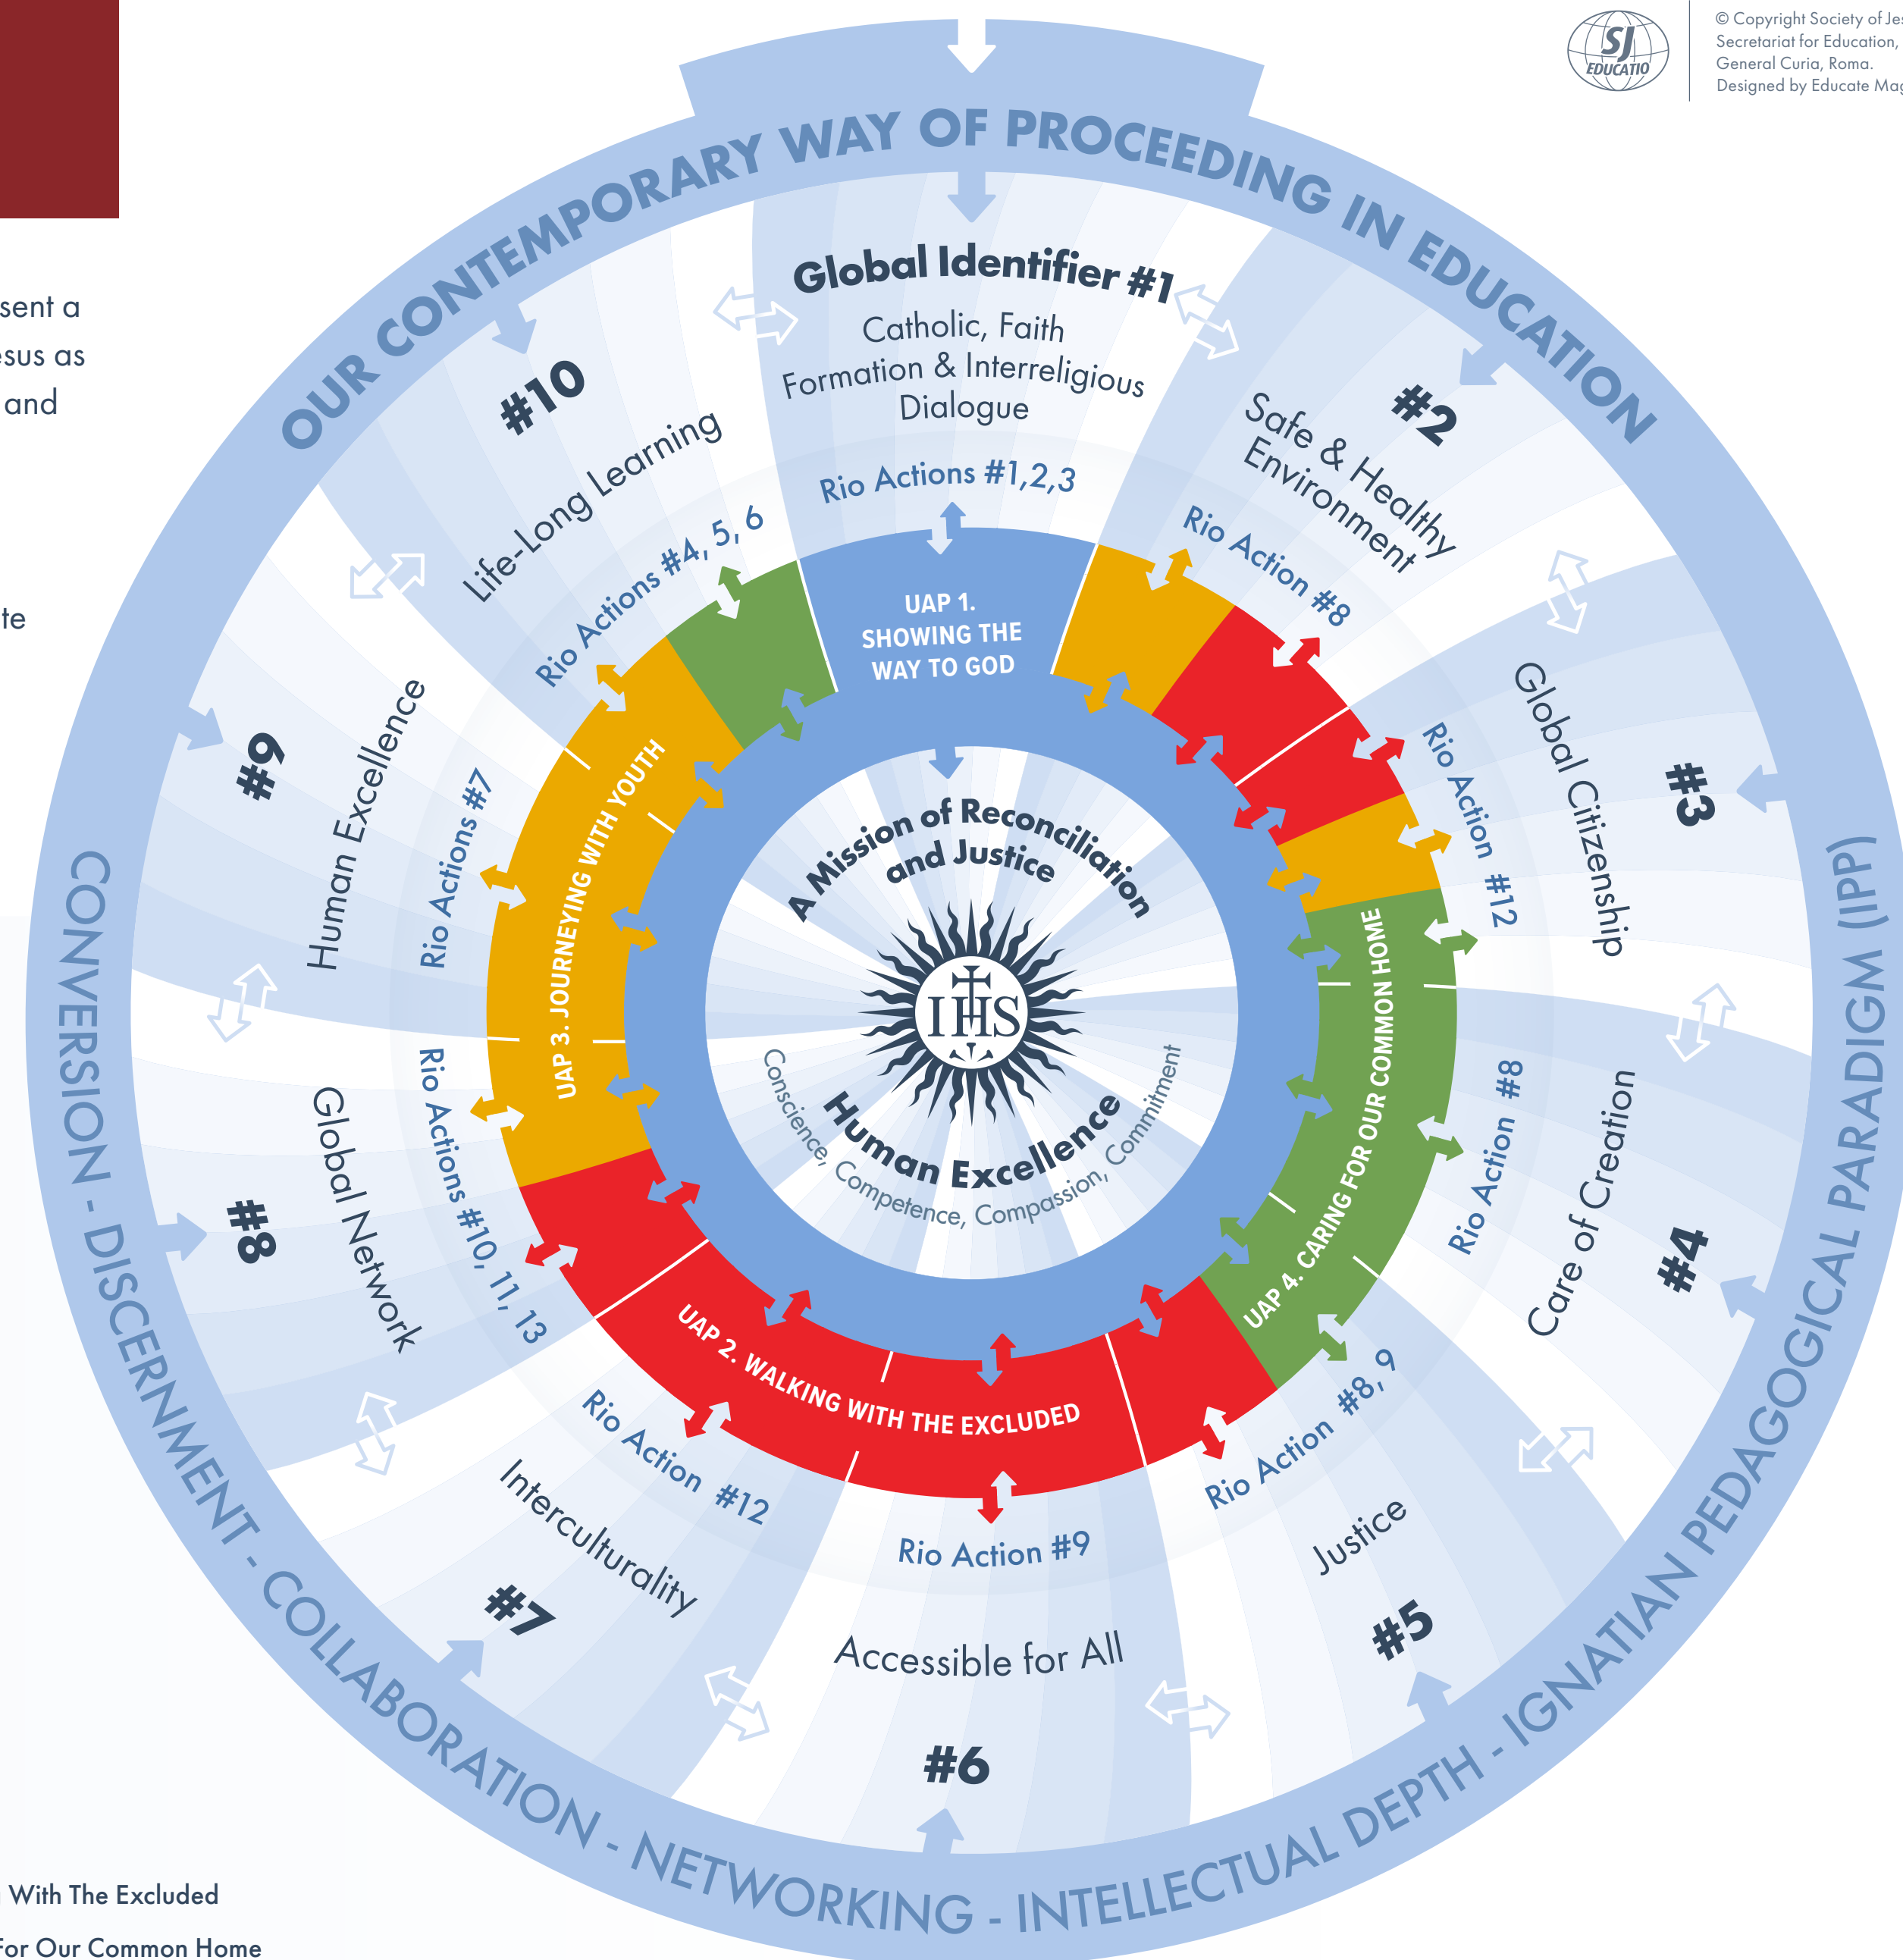 SJ
EDUCATIO
© Copyright Society of
Secretariat for Education,
General Curia, Roma.
Designed by Educate
sent a
as
and
OUR CONTEMPORARY WAY OF PROCEEDING IN EDUCATION
Global Identifier #1
Catholic, Faith
Formation & Interreligious
Dialogue
Rio Actions #1,2,3
#2
Safe & Healthy
Environment
Rio Action #8
#3
Global Citizenship
Rio Action #12
#4
Care of Creation
Rio Action #8
#5
Justice
Rio Action #8, 9
#6
Accessible for All
Rio Action #9
#7
Interculturality
Rio Action #12
#8
Global Network
Rio Actions #10, 11, 13
#9
Human Excellence
Rio Actions #7
#10
Life-Long Learning
Rio Actions #4, 5, 6
UAP 1.
SHOWING THE
WAY TO GOD
UAP 4. CARING FOR OUR COMMON HOME
UAP 2. WALKING WITH THE EXCLUDED
UAP 3. JOURNEYING WITH YOUTH
A Mission of Reconciliation
and Justice
IHS
Human Excellence
Conscience, Competence, Compassion, Commitment
CONVERSION - DISCERNMENT - COLLABORATION - NETWORKING - INTELLECTUAL DEPTH - IGNATIAN PEDAGOGICAL PARADIGM (IPP)
With The Excluded
For Our Common Home